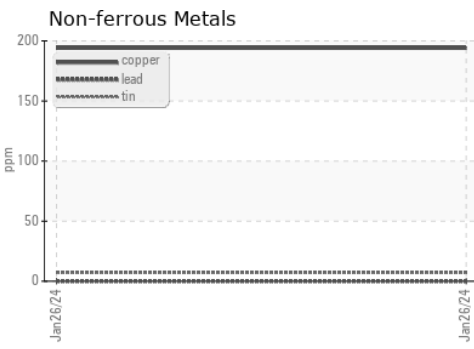 Non-ferrous Metals
200
copper
lead
tin
150
ppm
100
50
0
Jan26/24
Jan26/24